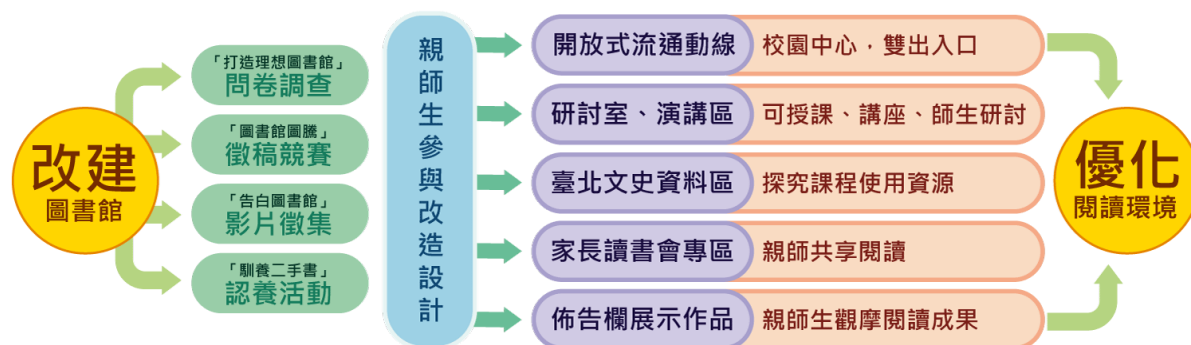 改建
圖書館
「打造理想圖書館」
問卷調查
「圖書館圖騰」
徵稿競賽
「告白圖書館」
影片徵集
「馴養二手書」
認養活動
親師生參與改造設計
開放式流通動線
校園中心，雙出入口
研討室、演講區
可授課、講座、師生研討
臺北文史資料區
探究課程使用資源
家長讀書會專區
親師共享閱讀
佈告欄展示作品
親師生觀摩閱讀成果
優化
閱讀環境